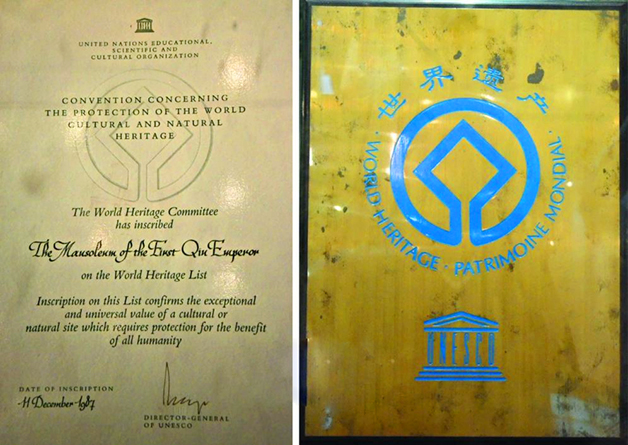 UNITED NATIONS EDUCATIONAL,
SCIENTIFIC AND
CULTURAL ORGANIZATION
CONVENTION CONCERNING
THE PROTECTION OF THE WORLD
CULTURAL AND NATURAL
HERITAGE
The World Heritage Committee
has inscribed
The Mausoleum of the First Qin Emperor
on the World Heritage List
Inscription on this List confirms the exceptional
and universal value of a cultural or
natural site which requires protection for the benefit
of all humanity
DATE OF INSCRIPTION
11 December 1987
DIRECTOR-GENERAL
OF UNESCO
· 世界遗产 ·
WORLD HERITAGE · PATRIMOINE MONDIAL
UNESCO